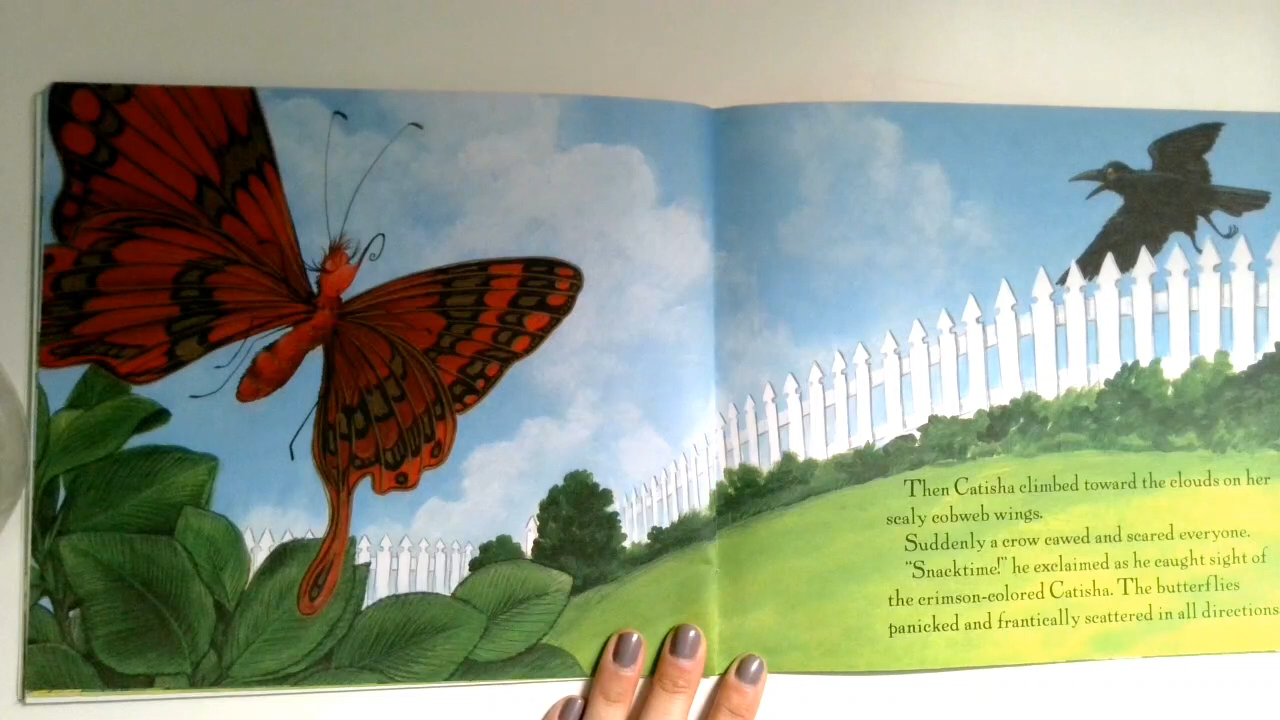 Then Catisha climbed toward the clouds on her
scaly cobweb wings.
Suddenly a crow cawed and scared everyone.
"Snacktime!" he exclaimed as he caught sight of
the crimson-colored Catisha. The butterflies
panicked and frantically scattered in all directions